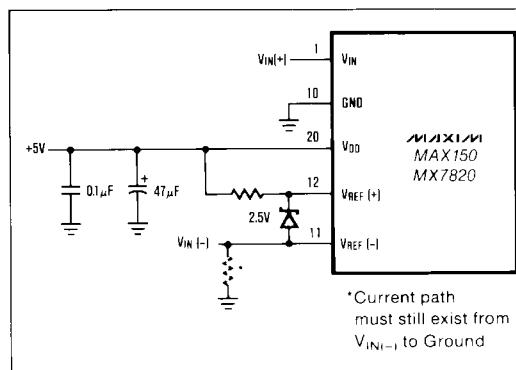 VIN(+)
1
VIN
10
GND
+5V
20
VDD
MAXIM
MAX150
MX7820
0.1µF
+
47µF
12
VREF (+)
2.5V
VIN (-)
11
VREF (-)
*
*Current path
must still exist from
VIN(-) to Ground